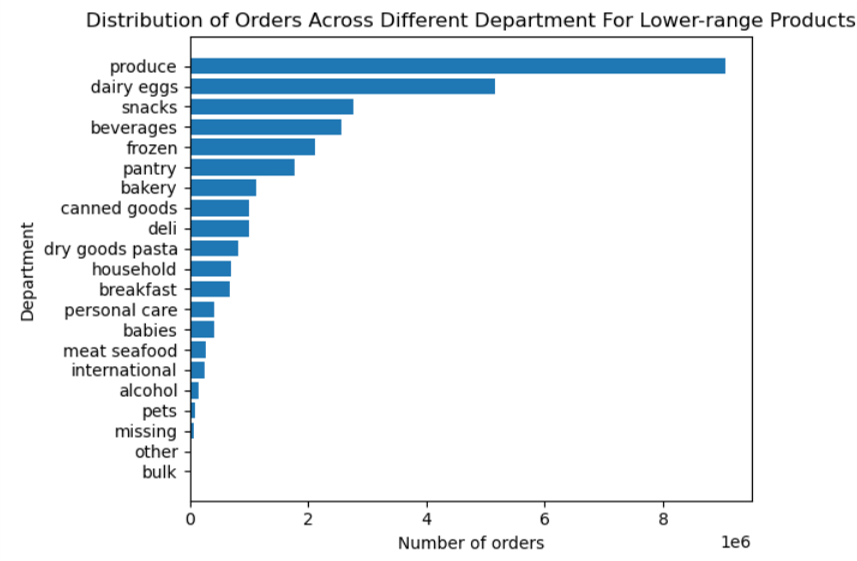 Distribution of Orders Across Different Department For Lower-range Products
produce
dairy eggs
snacks
beverages
frozen
pantry
bakery
canned goods
deli
dry goods pasta
household
breakfast
personal care
babies
meat seafood
international
alcohol
pets
missing
other
bulk
Department
0 2 4 6 8
1e6
Number of orders